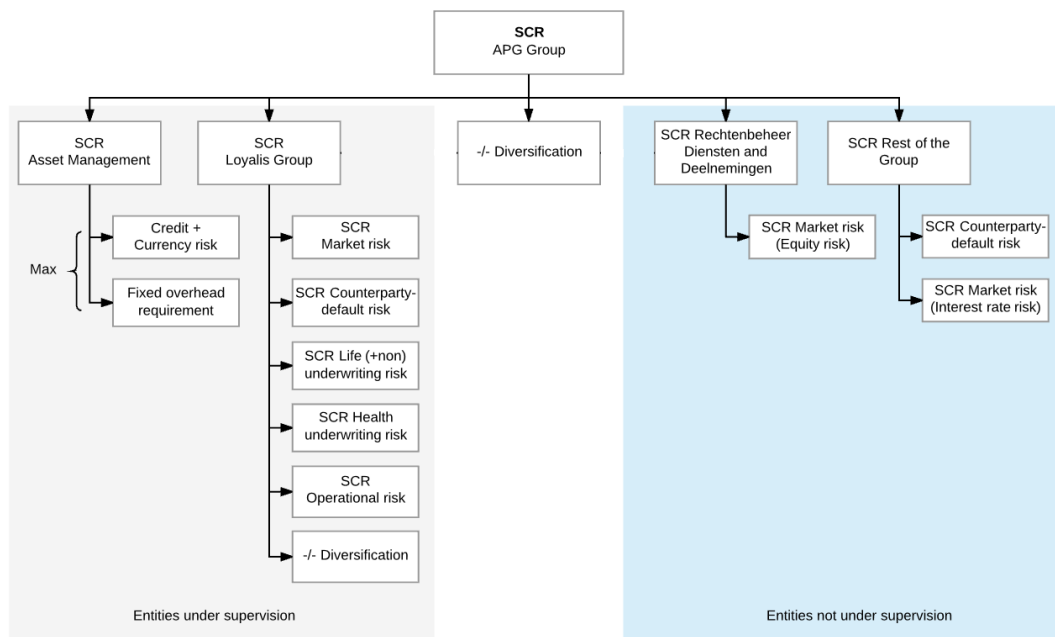 SCR
APG Group
SCR
Asset Management
SCR
Loyalis Group
-/- Diversification
SCR Rechtenbeheer
Diensten and
Deelnemingen
SCR Rest of the
Group
Max
Credit +
Currency risk
Fixed overhead
requirement
SCR
Market risk
SCR Counterparty-
default risk
SCR Life (+non)
underwriting risk
SCR Health
underwriting risk
SCR
Operational risk
-/- Diversification
SCR Market risk
(Equity risk)
SCR Counterparty-
default risk
SCR Market risk
(Interest rate risk)
Entities under supervision
Entities not under supervision